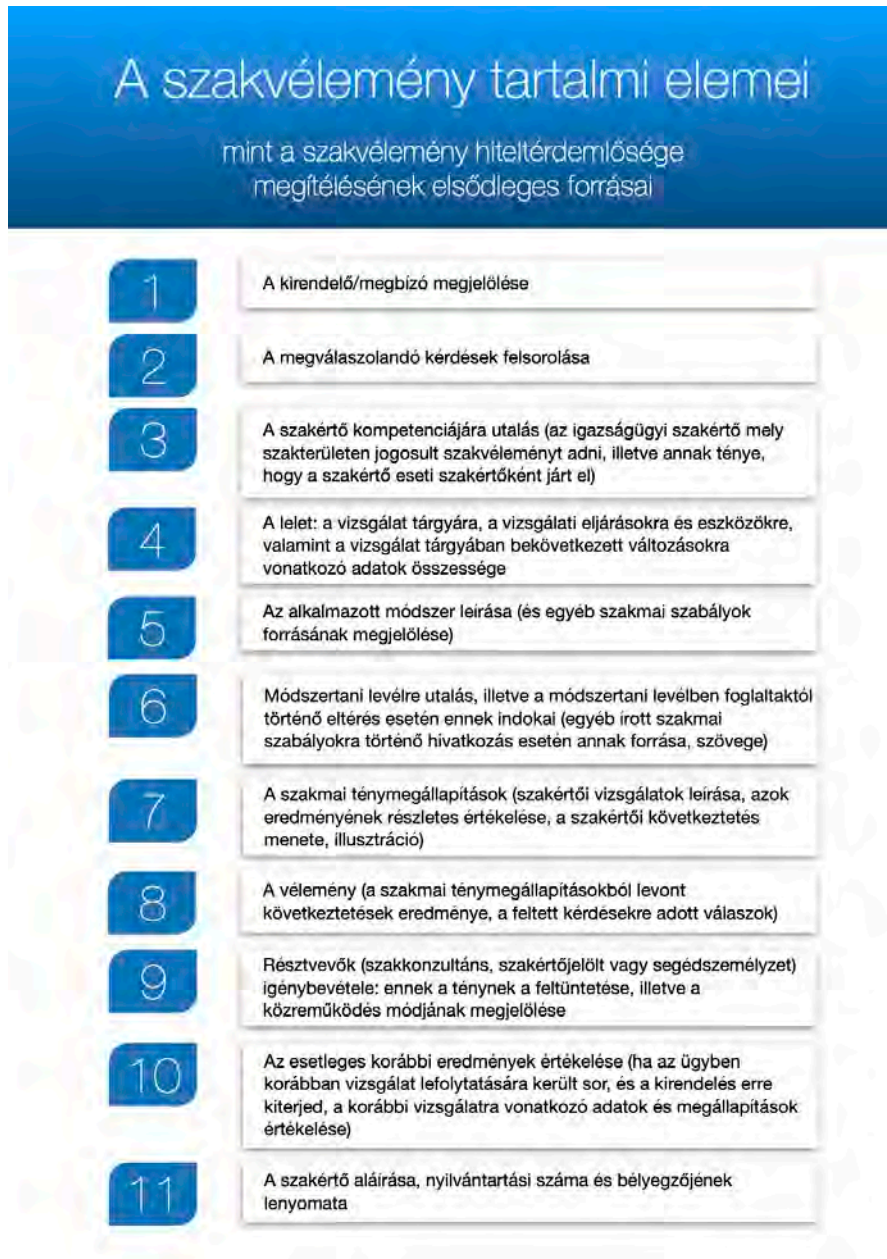 A szakvélemény tartalmi elemei
mint a szakvélemény hiteltérdemlősége
megítélésének elsődleges forrásai
1
A kirendelő/megbízó megjelölése
2
A megválaszolandó kérdések felsorolása
3
A szakértő kompetenciájára utalás (az igazságügyi szakértő mely
szakterületen jogosult szakvéleményt adni, illetve annak ténye,
hogy a szakértő eseti szakértőként járt el)
4
A lelet: a vizsgálat tárgyára, a vizsgálati eljárásokra és eszközökre,
valamint a vizsgálat tárgyában bekövetkezett változásokra
vonatkozó adatok összessége
5
Az alkalmazott módszer leírása (és egyéb szakmai szabályok
forrásának megjelölése)
6
Módszertani levélre utalás, illetve a módszertani levélben foglaltaktól
történő eltérés esetén ennek indokai (egyéb írott szakmai
szabályokra történő hivatkozás esetén annak forrása, szövege)
7
A szakmai ténymegállapítások (szakértői vizsgálatok leírása, azok
eredményének részletes értékelése, a szakértői következtetés
menete, illusztráció)
8
A vélemény (a szakmai ténymegállapításokból levont
következtetések eredménye, a feltett kérdésekre adott válaszok)
9
Résztvevők (szakkonzultáns, szakértőjelölt vagy segédszemélyzet)
igénybevétele: ennek a ténynek a feltüntetése, illetve a
közreműködés módjának megjelölése
10
Az esetleges korábbi eredmények értékelése (ha az ügyben
korábban vizsgálat lefolytatására került sor, és a kirendelés erre
kiterjed, a korábbi vizsgálatra vonatkozó adatok és megállapítások
értékelése)
11
A szakértő aláírása, nyilvántartási száma és bélyegzőjének
lenyomata